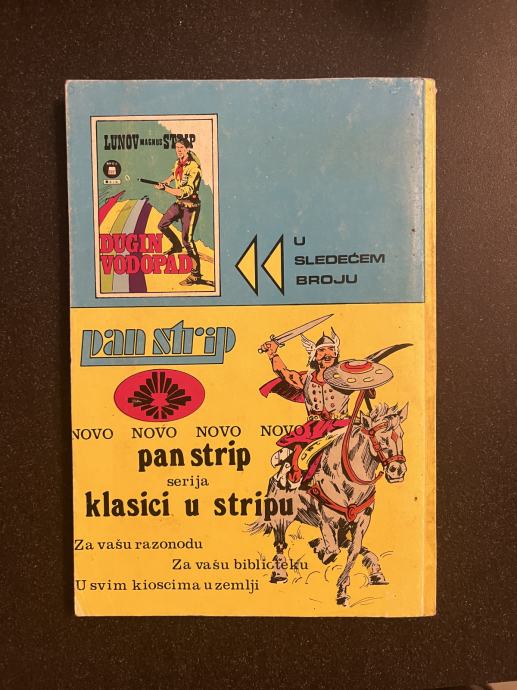 LUNOV MAGNUS STRIP
DUGIN
VODOPAD
U
SLEDEĆEM
BROJU
pan strip
NOVO NOVO NOVO NOVO
pan strip
serija
klasici u stripu
Za vašu razonodu
Za vašu biblioteku
U svim kioscima u zemlji